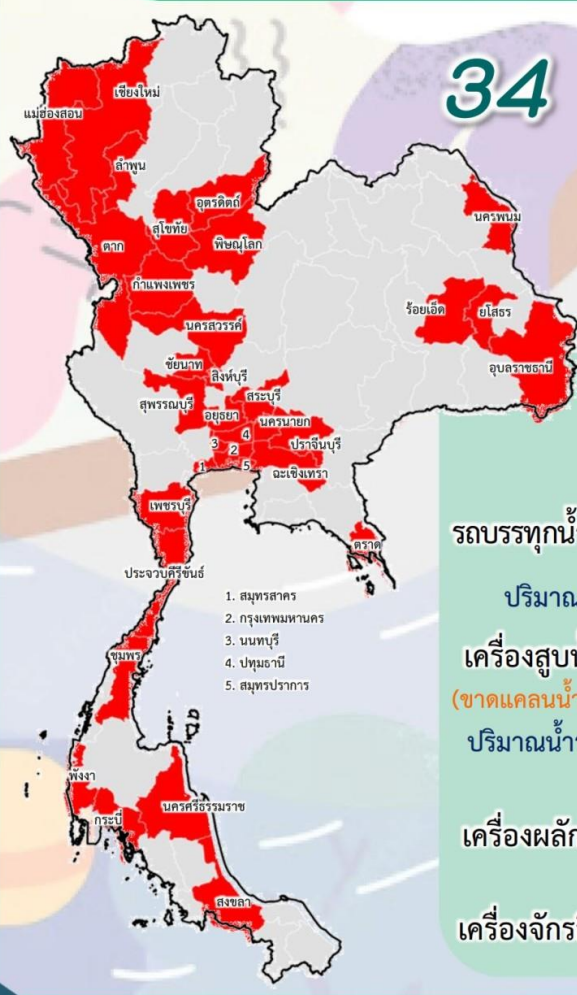 34
เชียงใหม่
แม่ฮ่องสอน
ลำพูน
อุตรดิตถ์
สุโขทัย
ตาก
พิษณุโลก
นครพนม
กำแพงเพชร
ร้อยเอ็ด
ยโสธร
นครสวรรค์
อุบลราชธานี
ชัยนาท
สิงห์บุรี
สระบุรี
สุพรรณบุรี
อยุธยา
นครนายก
4
3
2
ปราจีนบุรี
1
5
ฉะเชิงเทรา
เพชรบุรี
ตราด
ประจวบคีรีขันธ์
1. สมุทรสาคร
2. กรุงเทพมหานคร
3. นนทบุรี
4. ปทุมธานี
5. สมุทรปราการ
ชุมพร
พังงา
กระบี่
นครศรีธรรมราช
สงขลา
รถบรรทุกน้ำ
ปริมาณ
เครื่องสูบ
(ขาดแคลนน้ำ
ปริมาณน้ำ
เครื่องผลัก
เครื่องจักร